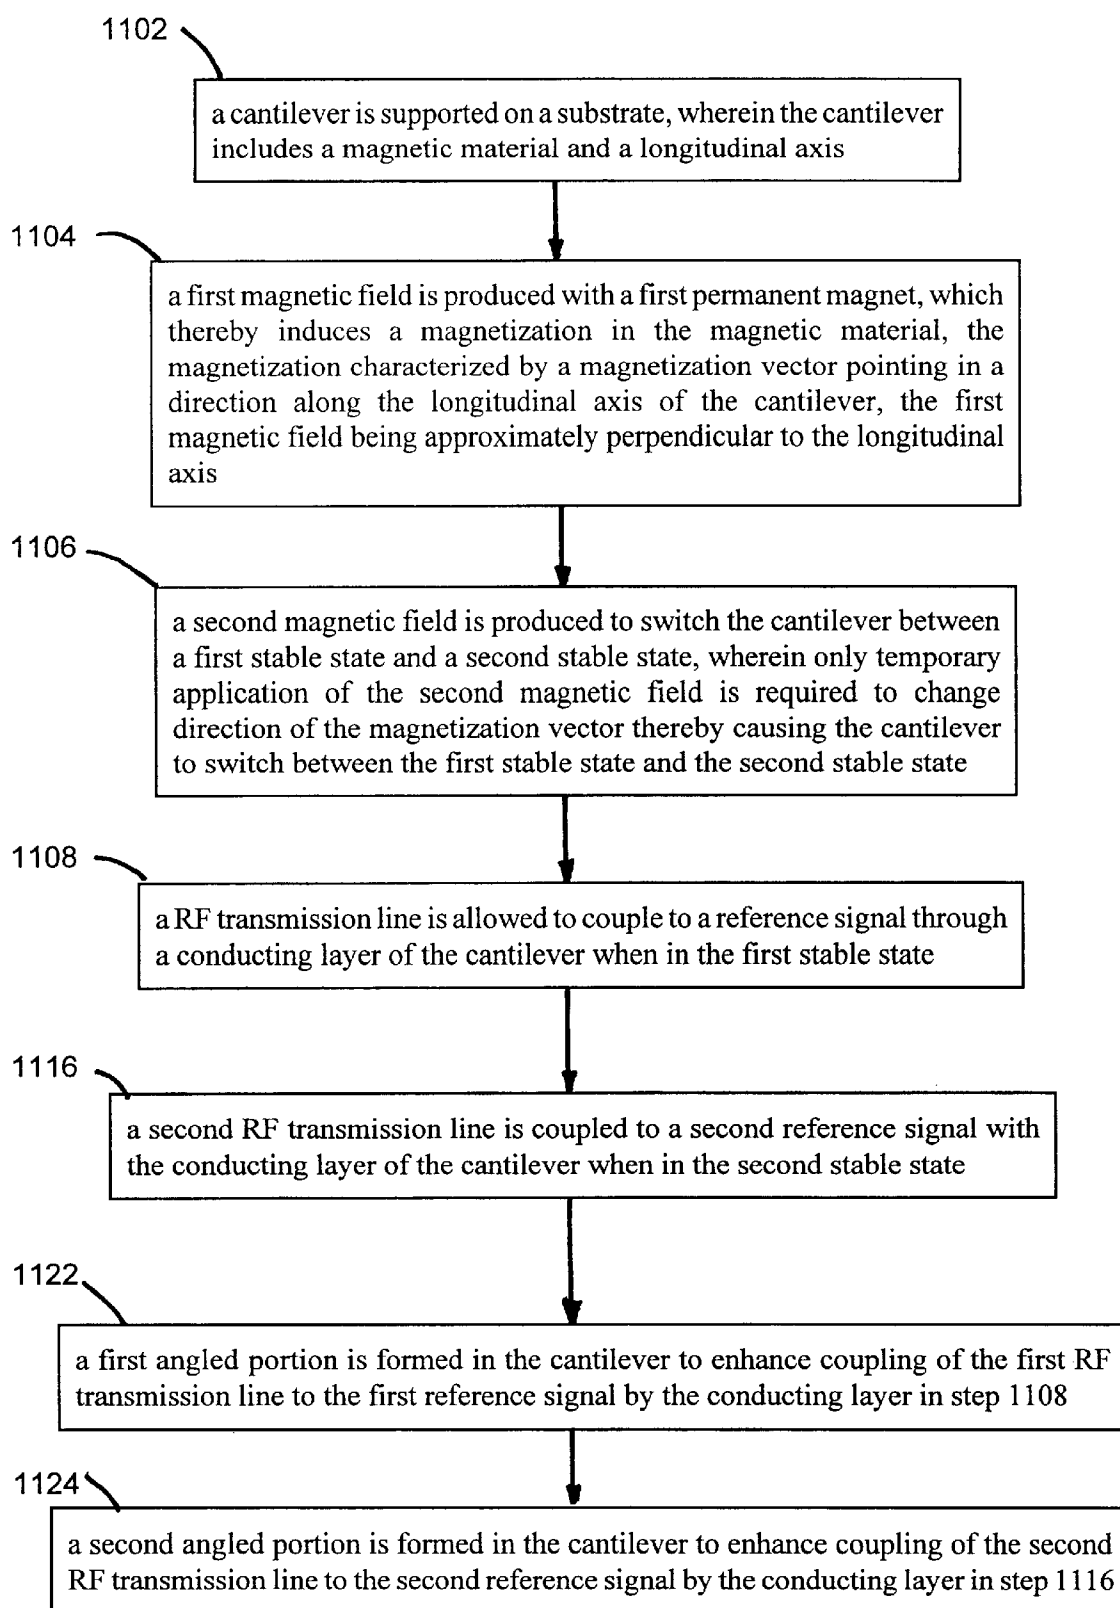 1102
a cantilever is supported on a substrate, wherein the cantilever
includes a magnetic material and a longitudinal axis
1104
a first magnetic field is produced with a first permanent magnet, which
thereby induces a magnetization in the magnetic material, the
magnetization characterized by a magnetization vector pointing in a
direction along the longitudinal axis of the cantilever, the first
magnetic field being approximately perpendicular to the longitudinal
axis
1106
a second magnetic field is produced to switch the cantilever between
a first stable state and a second stable state, wherein only temporary
application of the second magnetic field is required to change
direction of the magnetization vector thereby causing the cantilever
to switch between the first stable state and the second stable state
1108
a RF transmission line is allowed to couple to a reference signal through
a conducting layer of the cantilever when in the first stable state
1116
a second RF transmission line is coupled to a second reference signal with
the conducting layer of the cantilever when in the second stable state
1122
a first angled portion is formed in the cantilever to enhance coupling of the first RF
transmission line to the first reference signal by the conducting layer in step 1108
1124
a second angled portion is formed in the cantilever to enhance coupling of the second
RF transmission line to the second reference signal by the conducting layer in step 1116